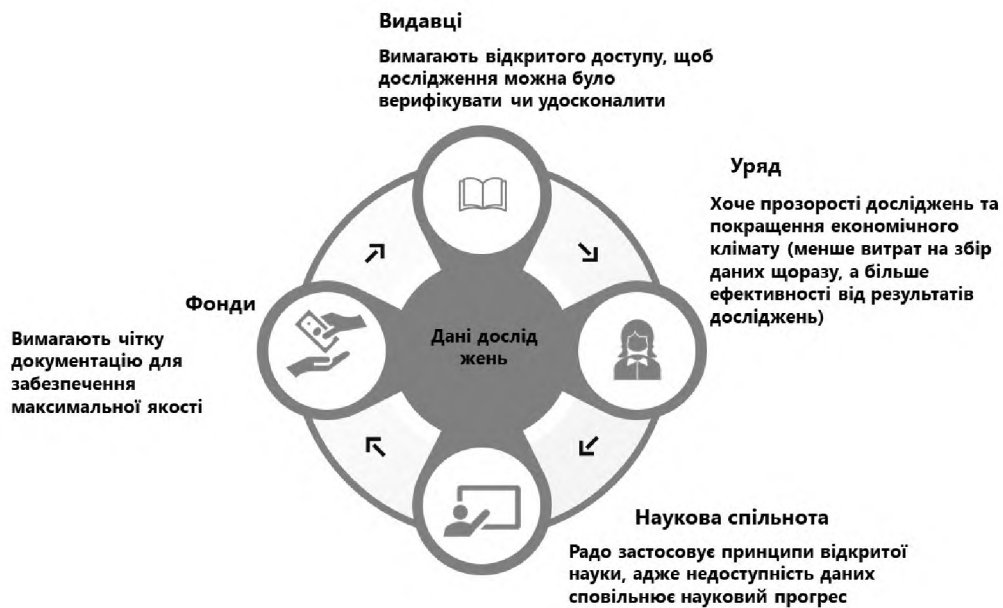 Видавці
Вимагають відкритого доступу, щоб
дослідження можна було
верифікувати чи удосконалити
Уряд
Хоче прозорості досліджень та
покращення економічного
клімату (менше витрат на збір
даних щоразу, а більше
ефективності від результатів
досліджень)
Фонди
Вимагають чітку
документацію для
забезпечення
максимальної якості
Дані дослід
жень
Наукова спільнота
Радо застосовує принципи відкритої
науки, адже недоступність даних
сповільнює науковий прогрес